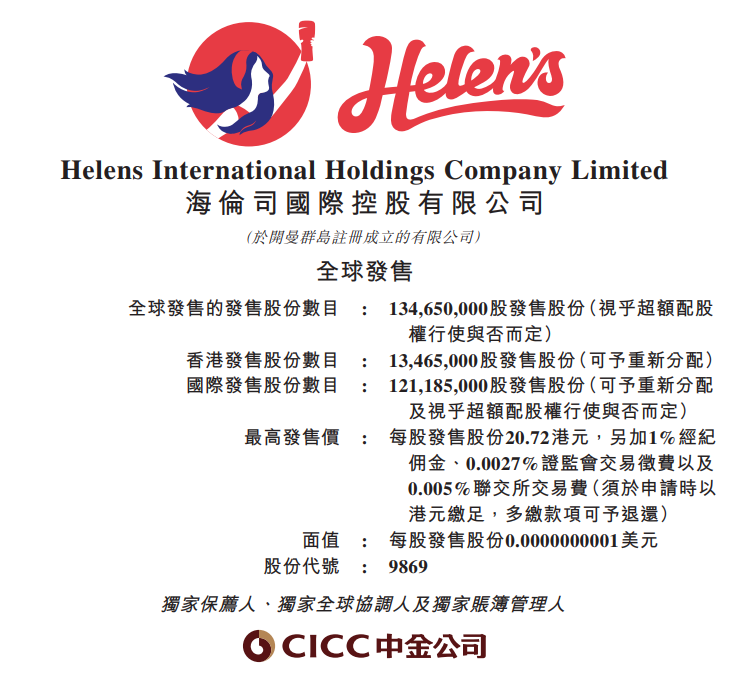 Helen's
Helens International Holdings Company Limited
海倫司國際控股有限公司
(於開曼群島註冊成立的有限公司)
全球發售
全球發售的發售股份數目 : 134,650,000股發售股份(視乎超額配股
權行使與否而定)
香港發售股份數目 : 13,465,000股發售股份(可予重新分配)
國際發售股份數目 : 121,185,000股發售股份(可予重新分配
及視乎超額配股權行使與否而定)
最高發售價 : 每股發售股份20.72港元，另加1%經紀
佣金、0.0027%證監會交易徵費以及
0.005%聯交所交易費(須於申請時以
港元繳足，多繳款項可予退還)
面值 : 每股發售股份0.0000000001美元
股份代號 : 9869
獨家保薦人、獨家全球協調人及獨家賬簿管理人
CICC中金公司